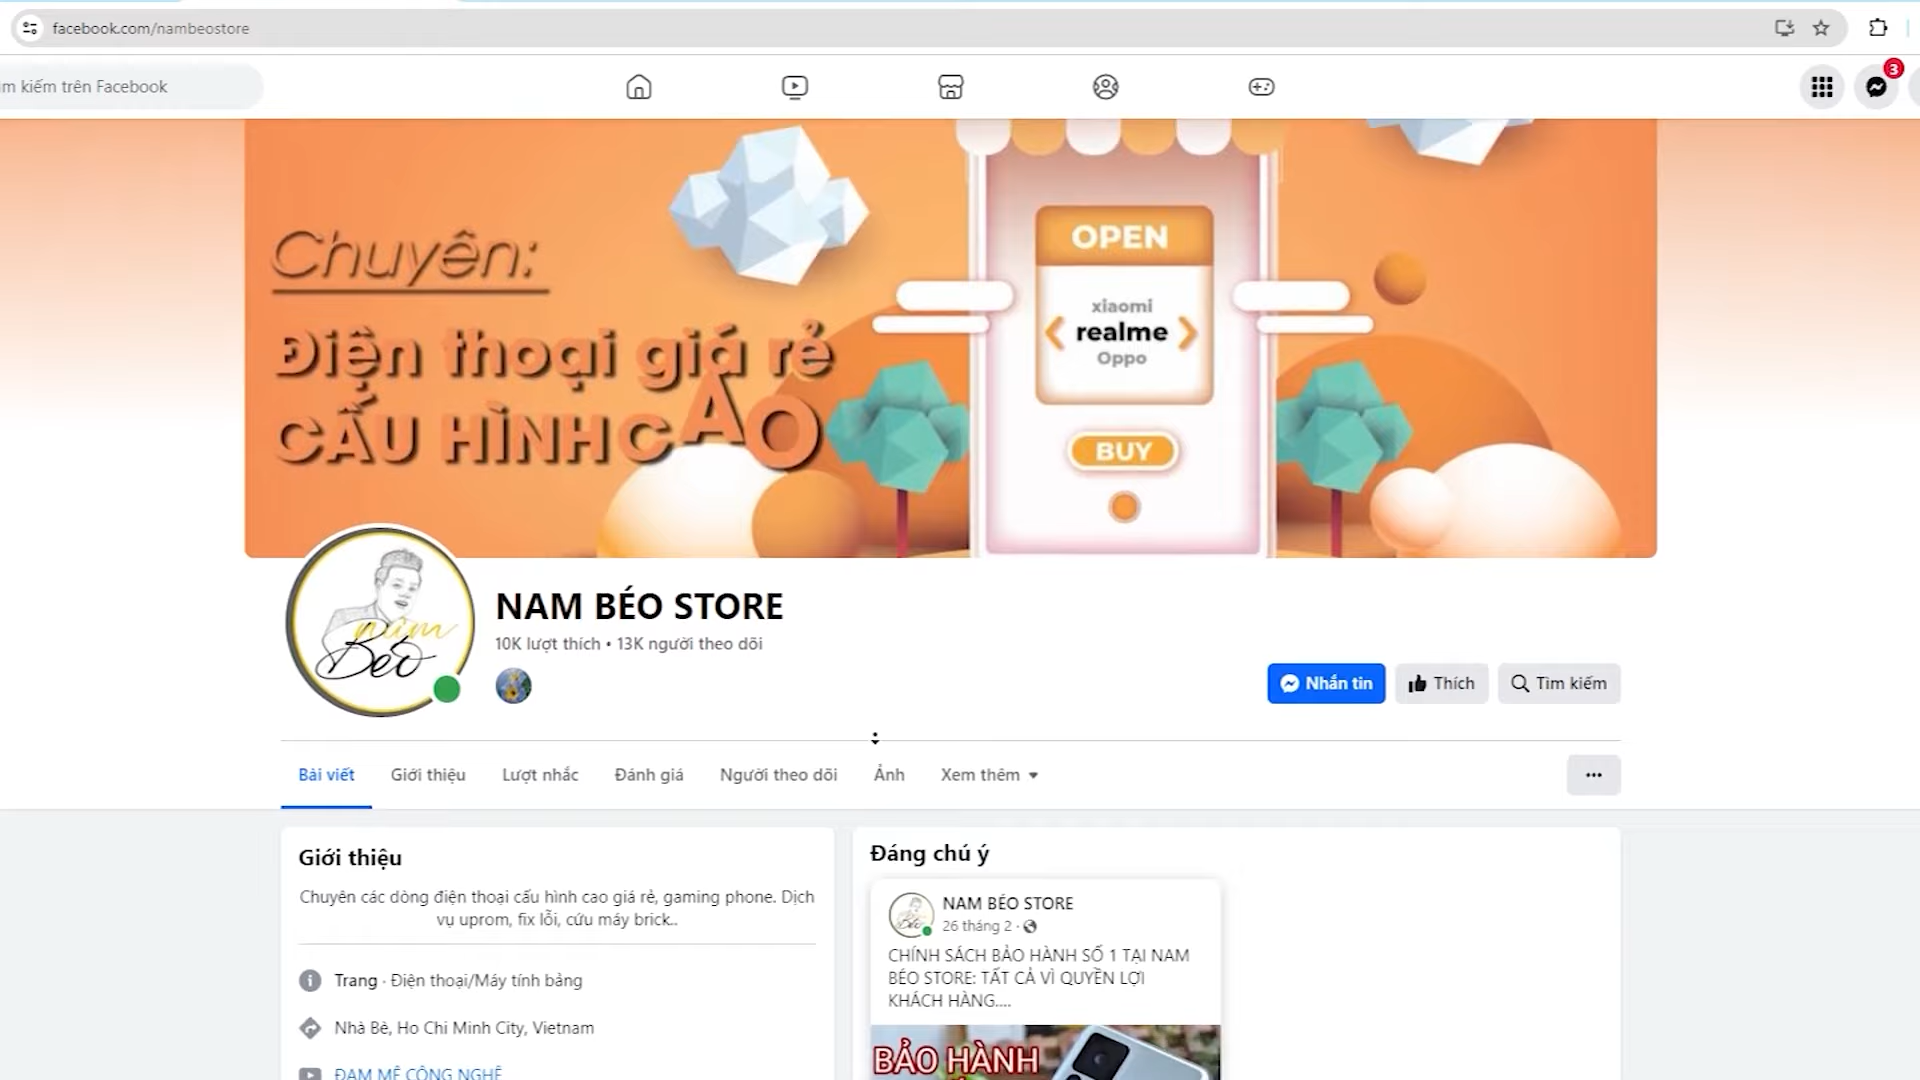 facebook.com/nambeostore
ìm kiếm trên Facebook
3
Chuyên:
Điện thoại giá rẻ
CẤU HÌNH CAO
OPEN
xiaomi
realme
Oppo
BUY
năm
Béo
NAM BÉO STORE
10K lượt thích • 13K người theo dõi
Nhắn tin
Thích
Tìm kiếm
Bài viết
Giới thiệu
Lượt nhắc
Đánh giá
Người theo dõi
Ảnh
Xem thêm
Giới thiệu
Chuyên các dòng điện thoại cấu hình cao giá rẻ, gaming phone. Dịch
vụ uprom, fix lỗi, cứu máy brick..
Trang · Điện thoại/Máy tính bảng
Nhà Bè, Ho Chi Minh City, Vietnam
ĐAM MÊ CÔNG NGHỆ
Đáng chú ý
NAM BÉO STORE
26 tháng 2 ·
CHÍNH SÁCH BẢO HÀNH SỐ 1 TẠI NAM
BÉO STORE: TẤT CẢ VÌ QUYỀN LỢI
KHÁCH HÀNG....
BẢO HÀNH